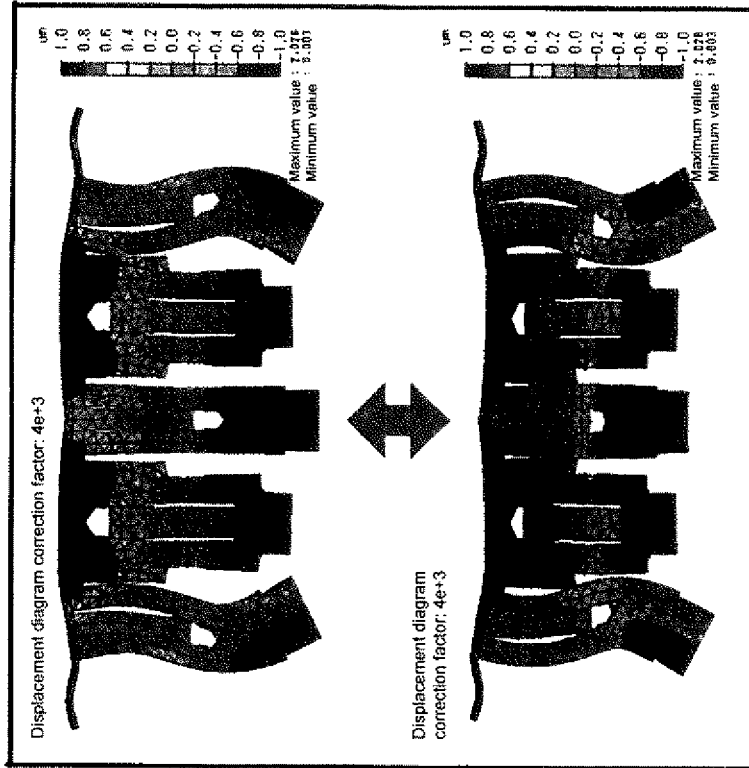 Displacement diagram correction factor: 4e+3
um
1.0
0.8
0.6
0.4
0.2
0.0
-0.2
-0.4
-0.6
-0.8
-1.0
Maximum value :
Minimum value :
Displacement diagram
correction factor: 4e+3
um
1.0
0.8
0.6
0.4
0.2
0.0
-0.2
-0.4
-0.6
-0.8
-1.0
Maximum value :
Minimum value : 0.003